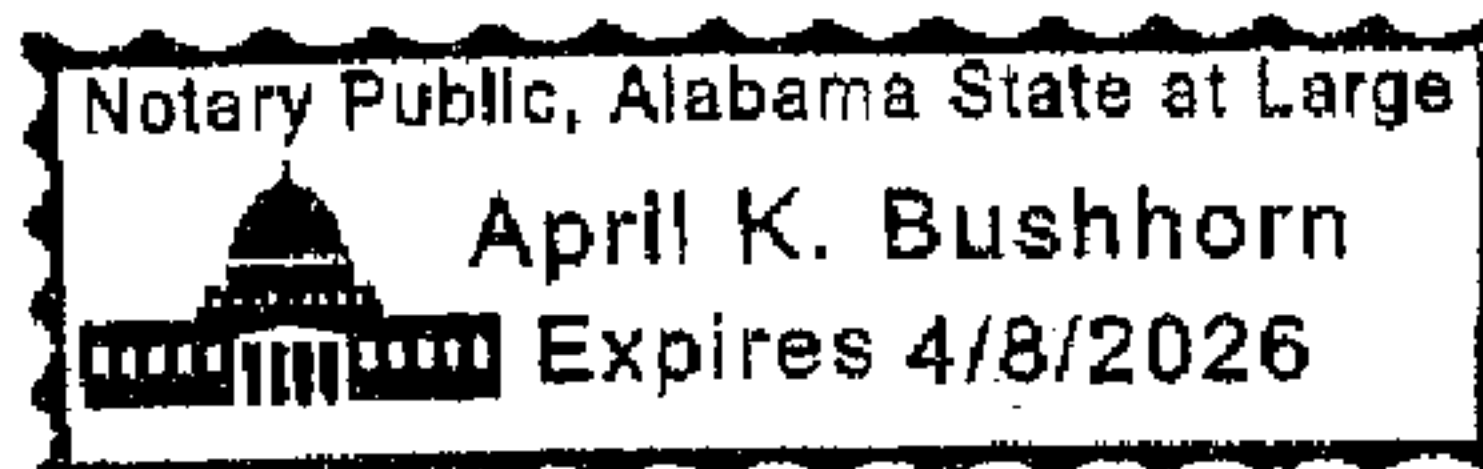 Notary Public, Alabama State at Large
April K. Bushhorn
Expires 4/8/2026